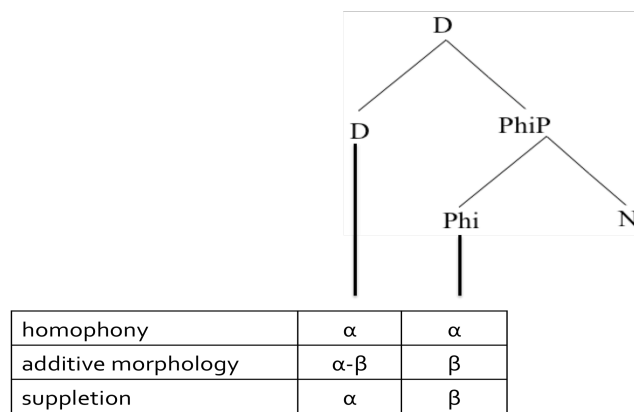 D
D PhiP
Phi N
homophony α α
additive morphology α-β β
suppletion α β